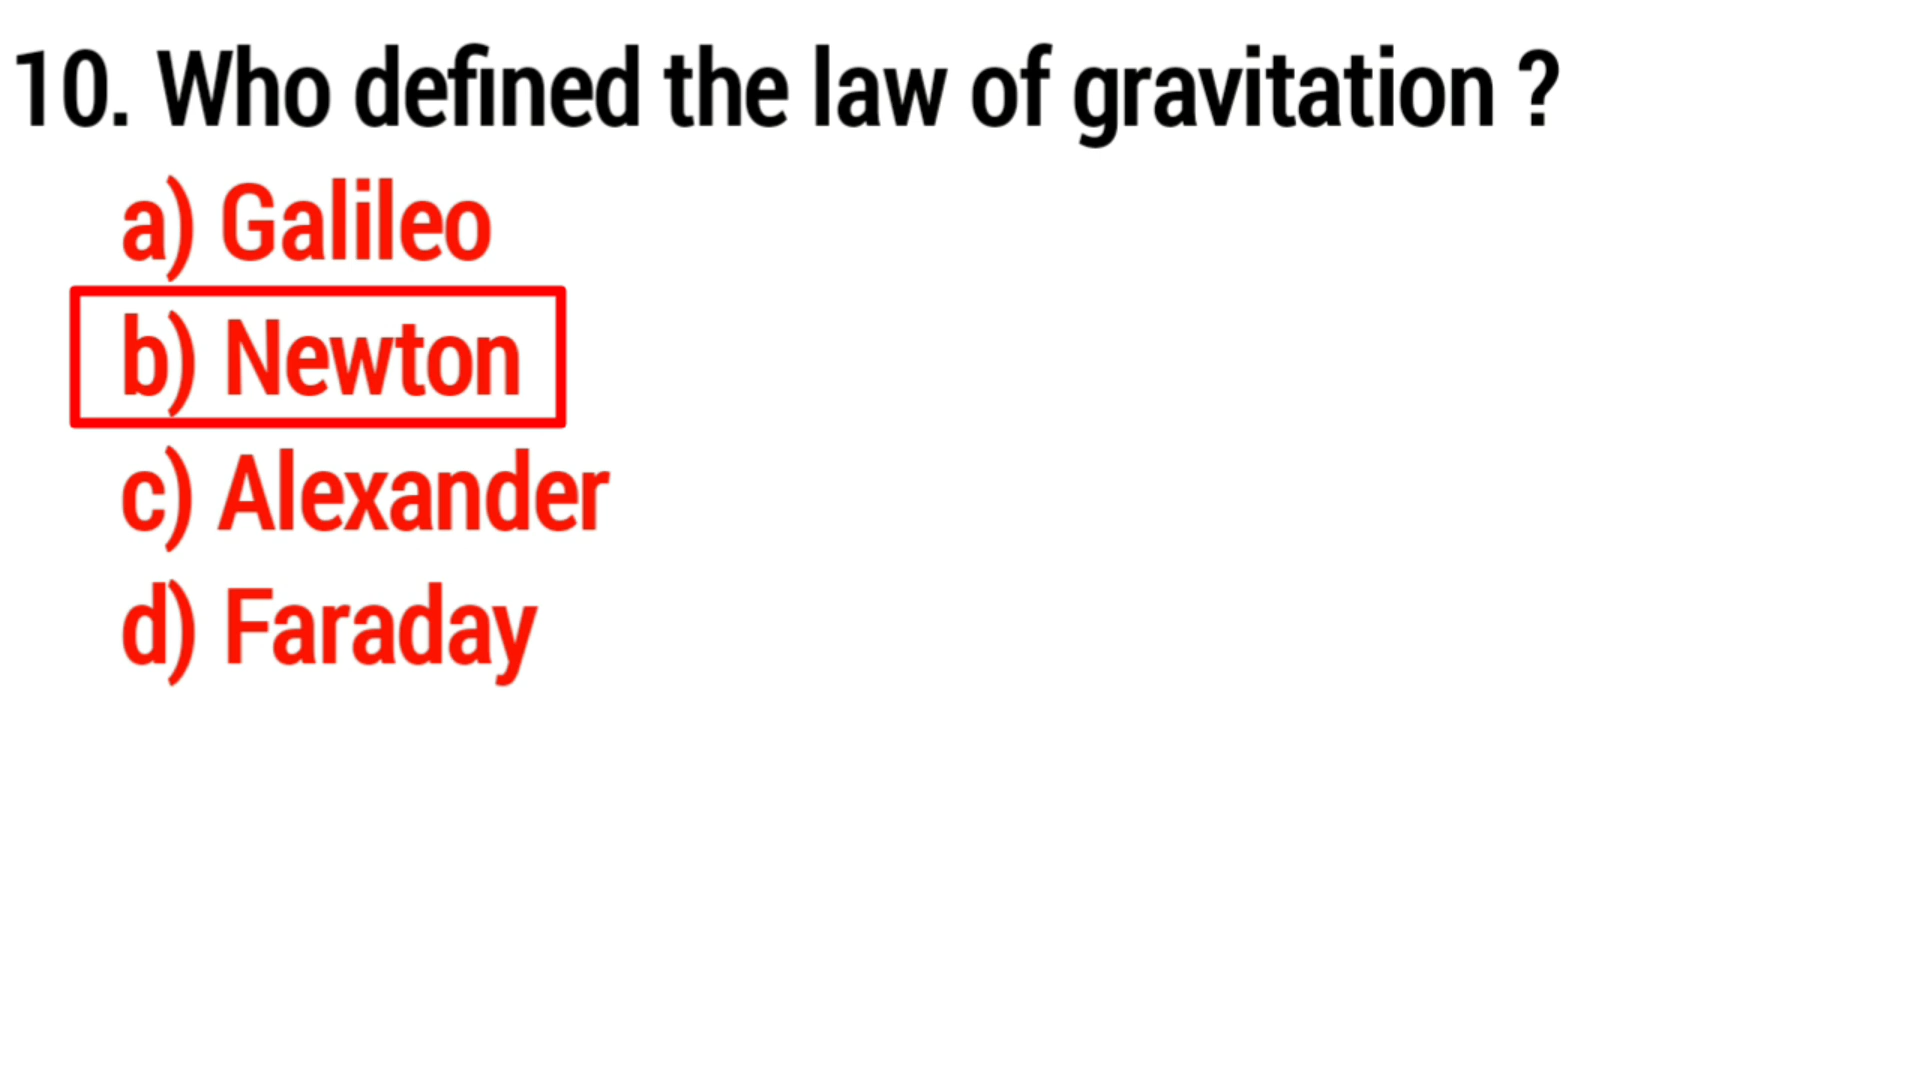 10. Who defined the law of gravitation ?
a) Galileo
b) Newton
c) Alexander
d) Faraday